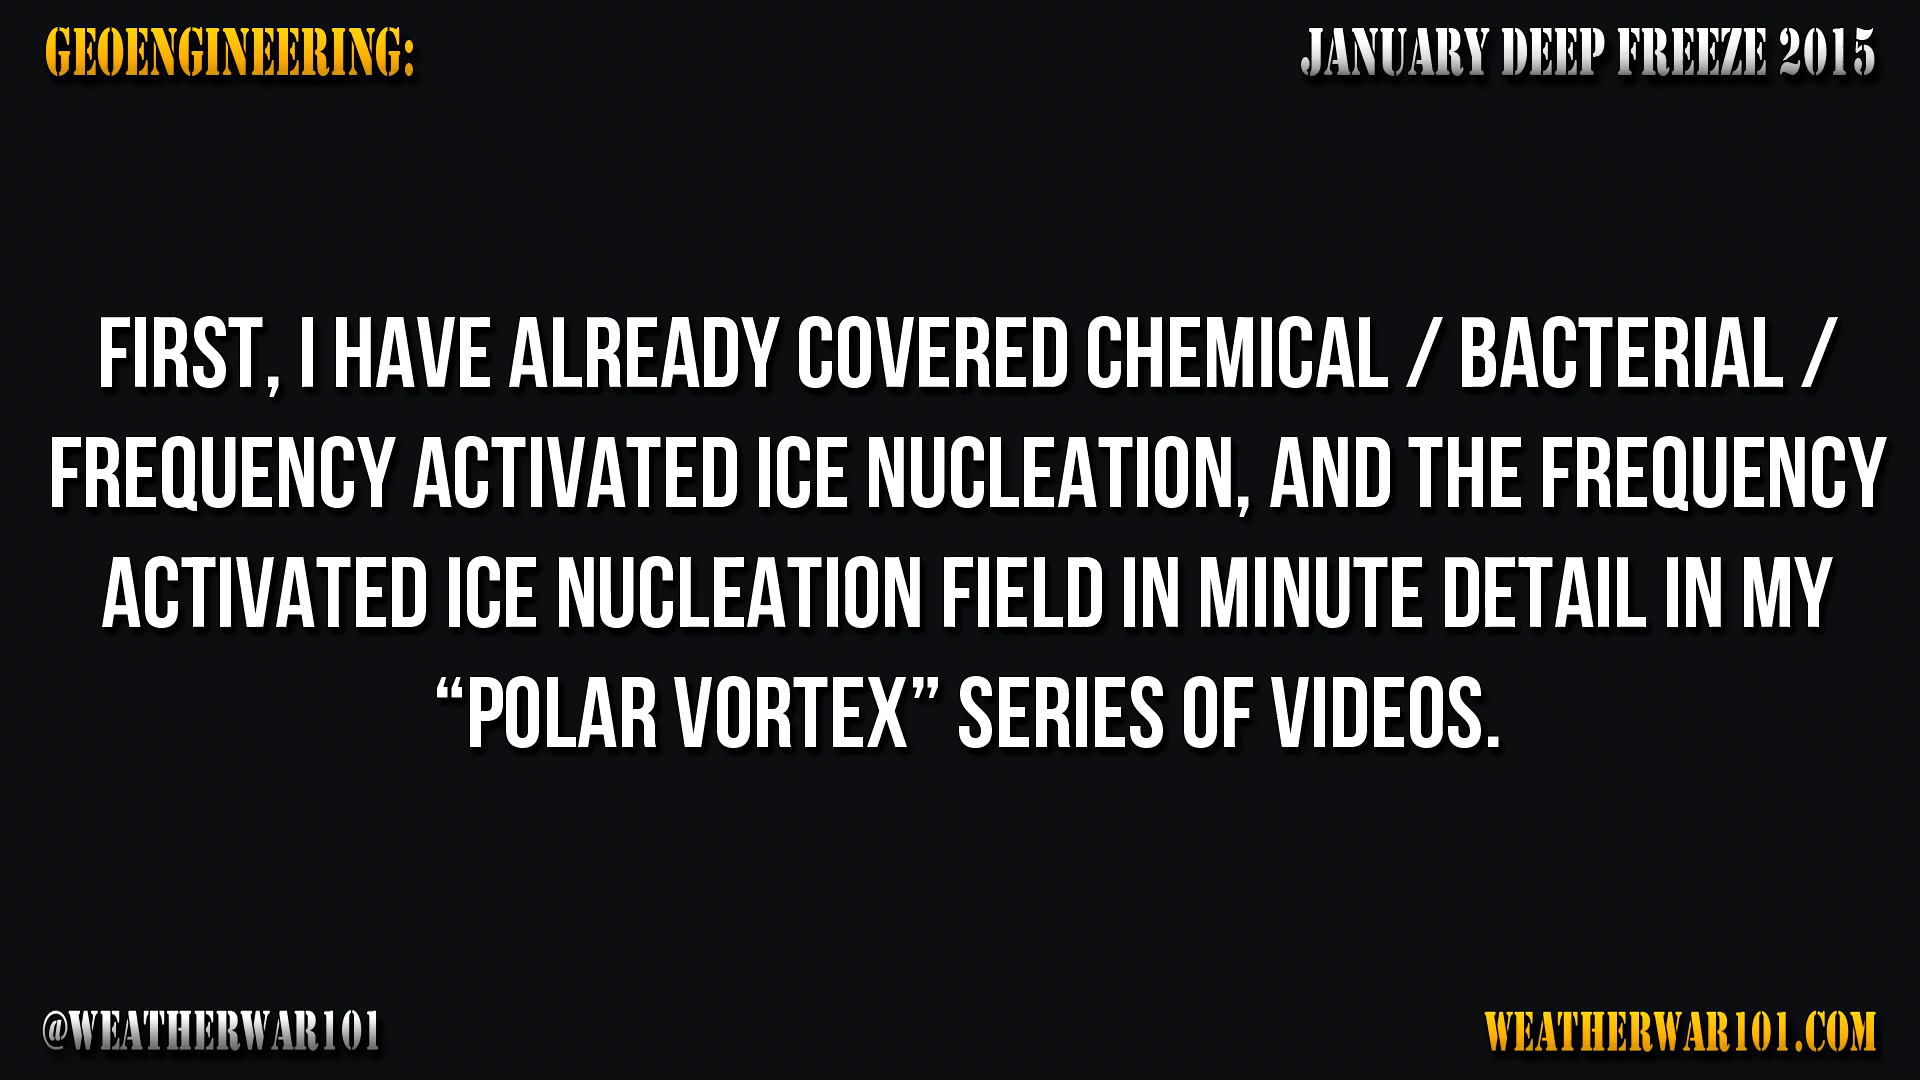 GEOENGINEERING:
JANUARY DEEP FREEZE 2015
FIRST, I HAVE ALREADY COVERED CHEMICAL / BACTERIAL /
FREQUENCY ACTIVATED ICE NUCLEATION, AND THE FREQUENCY
ACTIVATED ICE NUCLEATION FIELD IN MINUTE DETAIL IN MY
“POLAR VORTEX” SERIES OF VIDEOS.
@WEATHERWAR101
WEATHERWAR101.COM